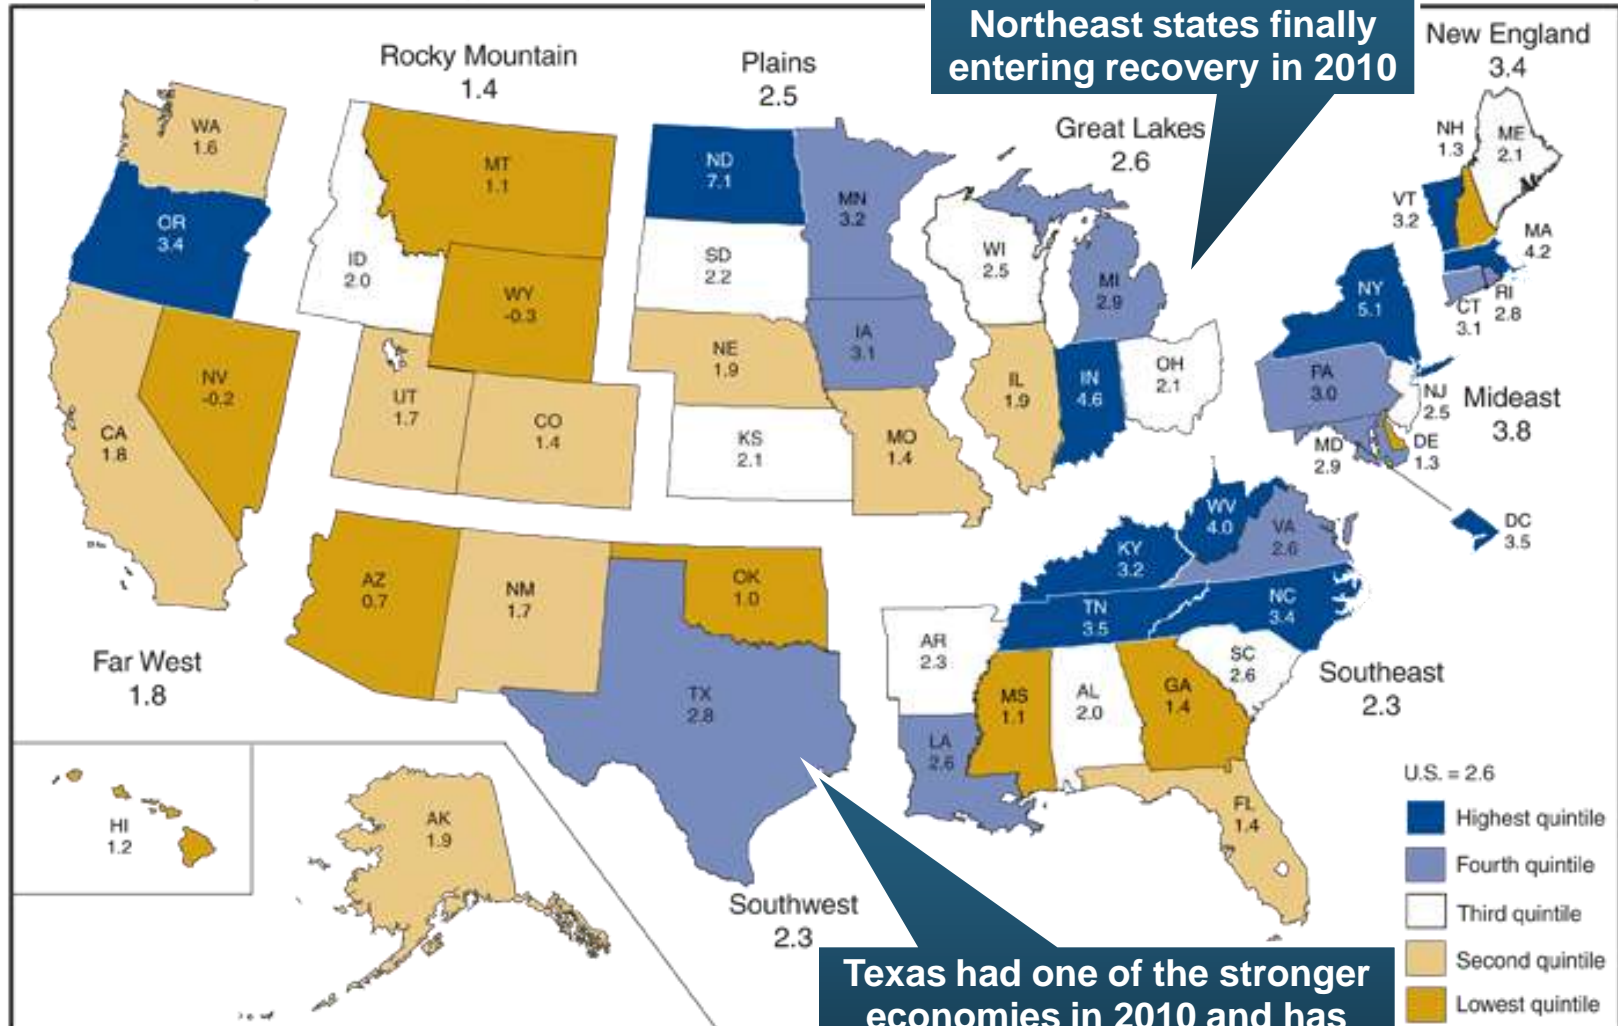 Northeast states finally
entering recovery in 2010
New England
3.4
Rocky Mountain
1.4
Plains
2.5
Great Lakes
2.6
WA
1.6
OR
3.4
MT
1.1
ID
2.0
WY
-0.3
ND
7.1
MN
3.2
SD
2.2
WI
2.5
MI
2.9
NH
1.3
ME
2.1
VT
3.2
MA
4.2
NY
5.1
CT
3.1
RI
2.8
NV
-0.2
CA
1.8
UT
1.7
CO
1.4
NE
1.9
IA
3.1
KS
2.1
MO
1.4
IL
1.9
IN
4.6
OH
2.1
PA
3.0
NJ
2.5
Mideast
3.8
MD
2.9
DE
1.3
DC
3.5
WV
4.0
VA
2.6
KY
3.2
TN
3.5
NC
3.4
AZ
0.7
NM
1.7
OK
1.0
TX
2.8
AR
2.3
LA
2.6
MS
1.1
AL
2.0
GA
1.4
SC
2.6
Southeast
2.3
FL
1.4
Far West
1.8
HI
1.2
AK
1.9
Southwest
2.3
U.S. = 2.6
Highest quintile
Fourth quintile
Third quintile
Second quintile
Lowest quintile
Texas had one of the stronger
economies in 2010 and has